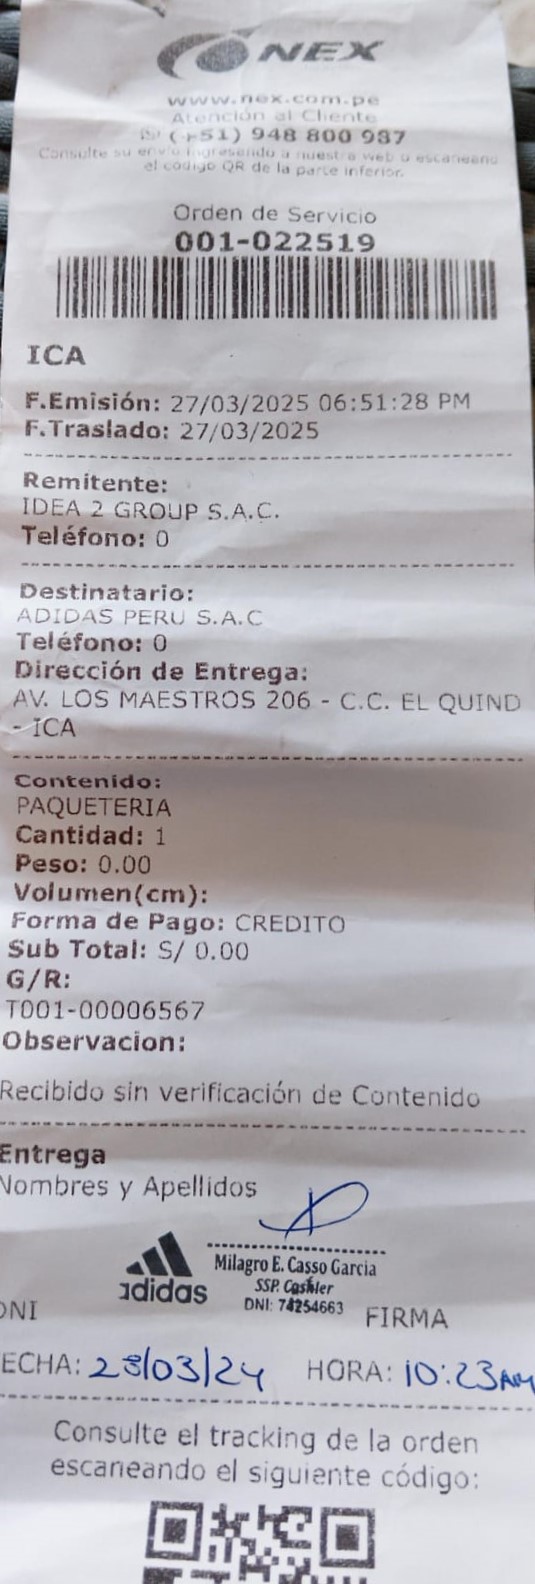 NEX
www.nex.com.pe
Atención al Cliente
(+51) 948 800 987
Consulte su envío ingresando a nuestra web o escaneando
el código QR de la parte inferior.
Orden de Servicio
001-022519
ICA
F.Emisión: 27/03/2025 06:51:28 PM
F.Traslado: 27/03/2025
Remitente:
IDEA 2 GROUP S.A.C.
Teléfono: 0
Destinatario:
ADIDAS PERU S.A.C
Teléfono: 0
Dirección de Entrega:
AV. LOS MAESTROS 206 - C.C. EL QUIND
- ICA
Contenido:
PAQUETERIA
Cantidad: 1
Peso: 0.00
Volumen(cm):
Forma de Pago: CREDITO
Sub Total: S/ 0.00
G/R:
T001-00006567
Observacion:
Recibido sin verificación de Contenido
Entrega
Nombres y Apellidos
adidas
Milagro E. Casso Garcia
SSP. Cashier
DNI: 74254663
DNI FIRMA
ECHA: 28/03/24 HORA: 10:23AM
Consulte el tracking de la orden
escaneando el siguiente código: